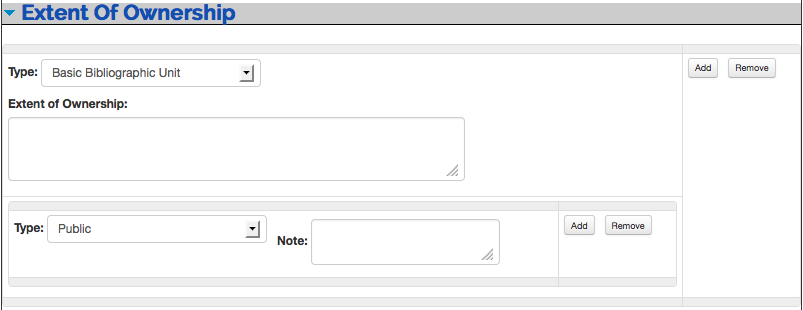 Extent Of Ownership
Type: Basic Bibliographic Unit Add Remove
Extent of Ownership:
Type: Public Note: Add Remove